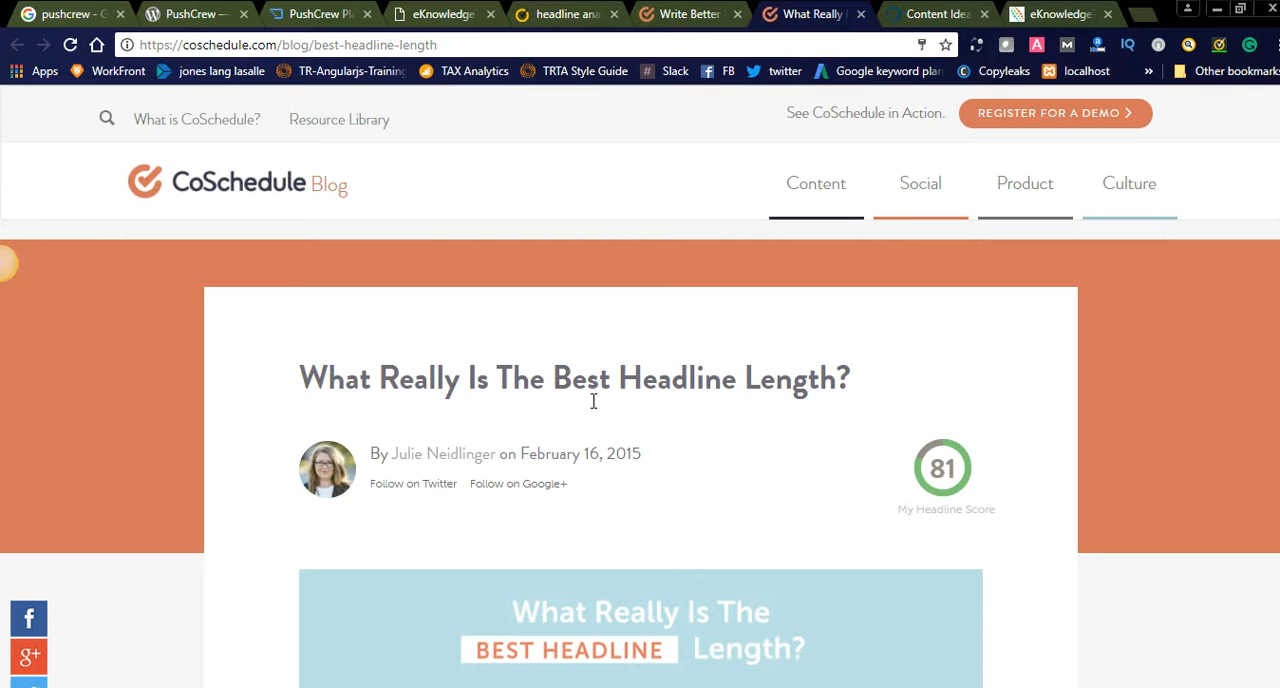 pushcrew - G
PushCrew —
PushCrew Pl
eKnowledge
headline ana
Write Better
What Really
Content Idea
eKnowledge
https://coschedule.com/blog/best-headline-length
Apps
WorkFront
jones lang lasalle
TR-Angularjs-Training
TAX Analytics
TRTA Style Guide
Slack
FB
twitter
Google keyword plan
Copyleaks
localhost
»
Other bookmarks
What is CoSchedule?
Resource Library
See CoSchedule in Action.
REGISTER FOR A DEMO
CoSchedule Blog
Content
Social
Product
Culture
What Really Is The Best Headline Length?
By Julie Neidlinger on February 16, 2015
Follow on Twitter
Follow on Google+
81
My Headline Score
What Really Is The
BEST HEADLINE Length?